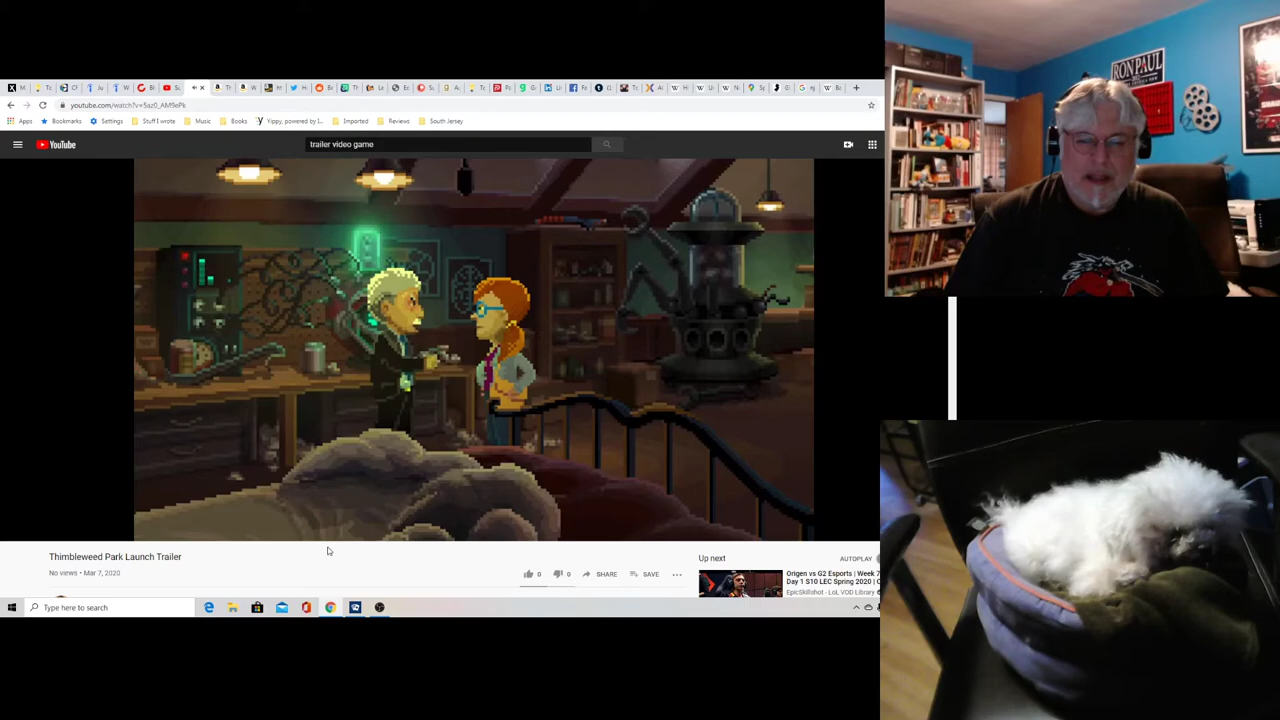 youtube.com/watch?v=5az0_AM9ePk
Apps Bookmarks Settings Stuff I wrote Music Books Yippy, powered by I... Imported Reviews South Jersey
YouTube
trailer video game
RON PAUL
Thimbleweed Park Launch Trailer
No views • Mar 7, 2020
0 0 SHARE SAVE
Up next
AUTOPLAY
Origen vs G2 Esports | Week 7
Day 1 S10 LEC Spring 2020 |
EpicSkillshot - LoL VOD Library
Type here to search